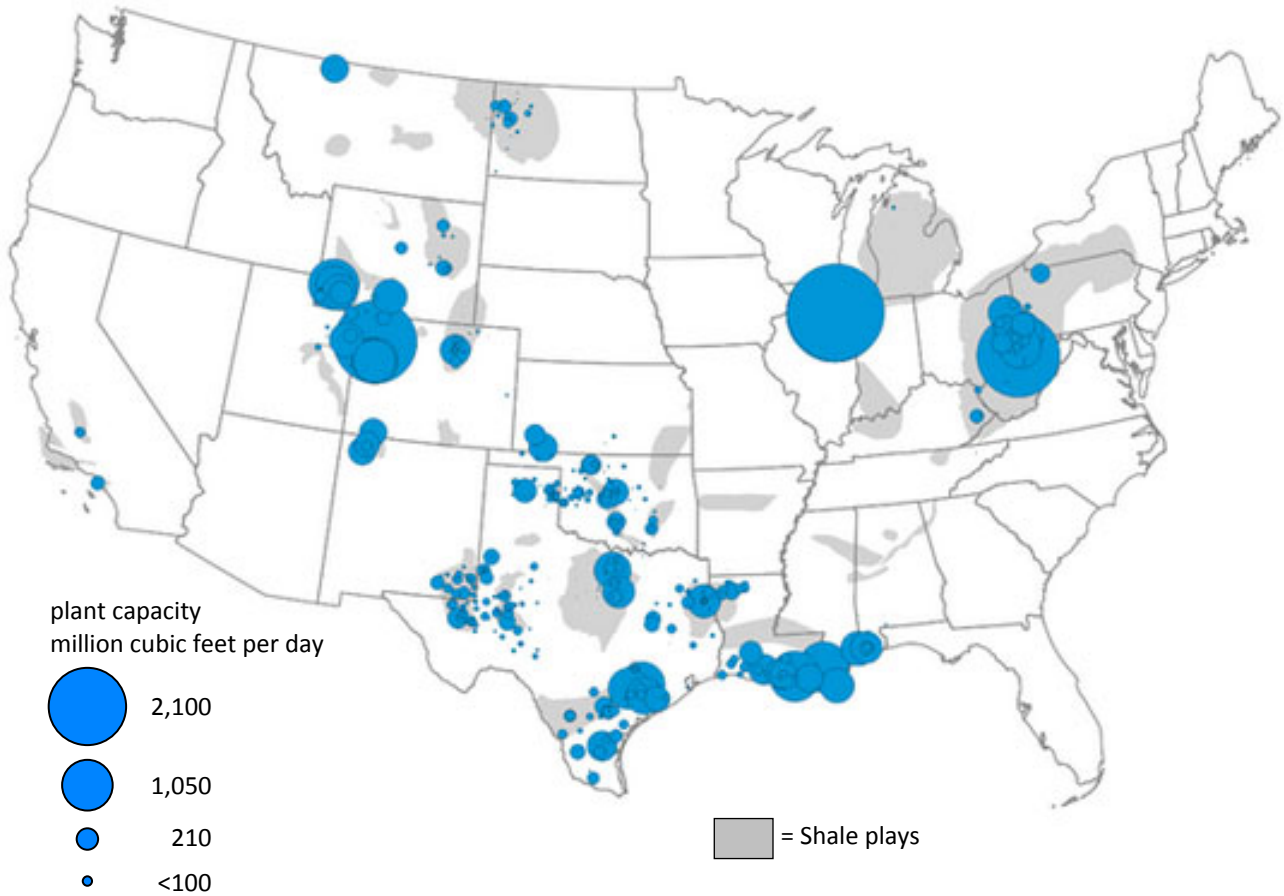 plant capacity
million cubic feet per day
2,100
1,050
210
<100
= Shale plays